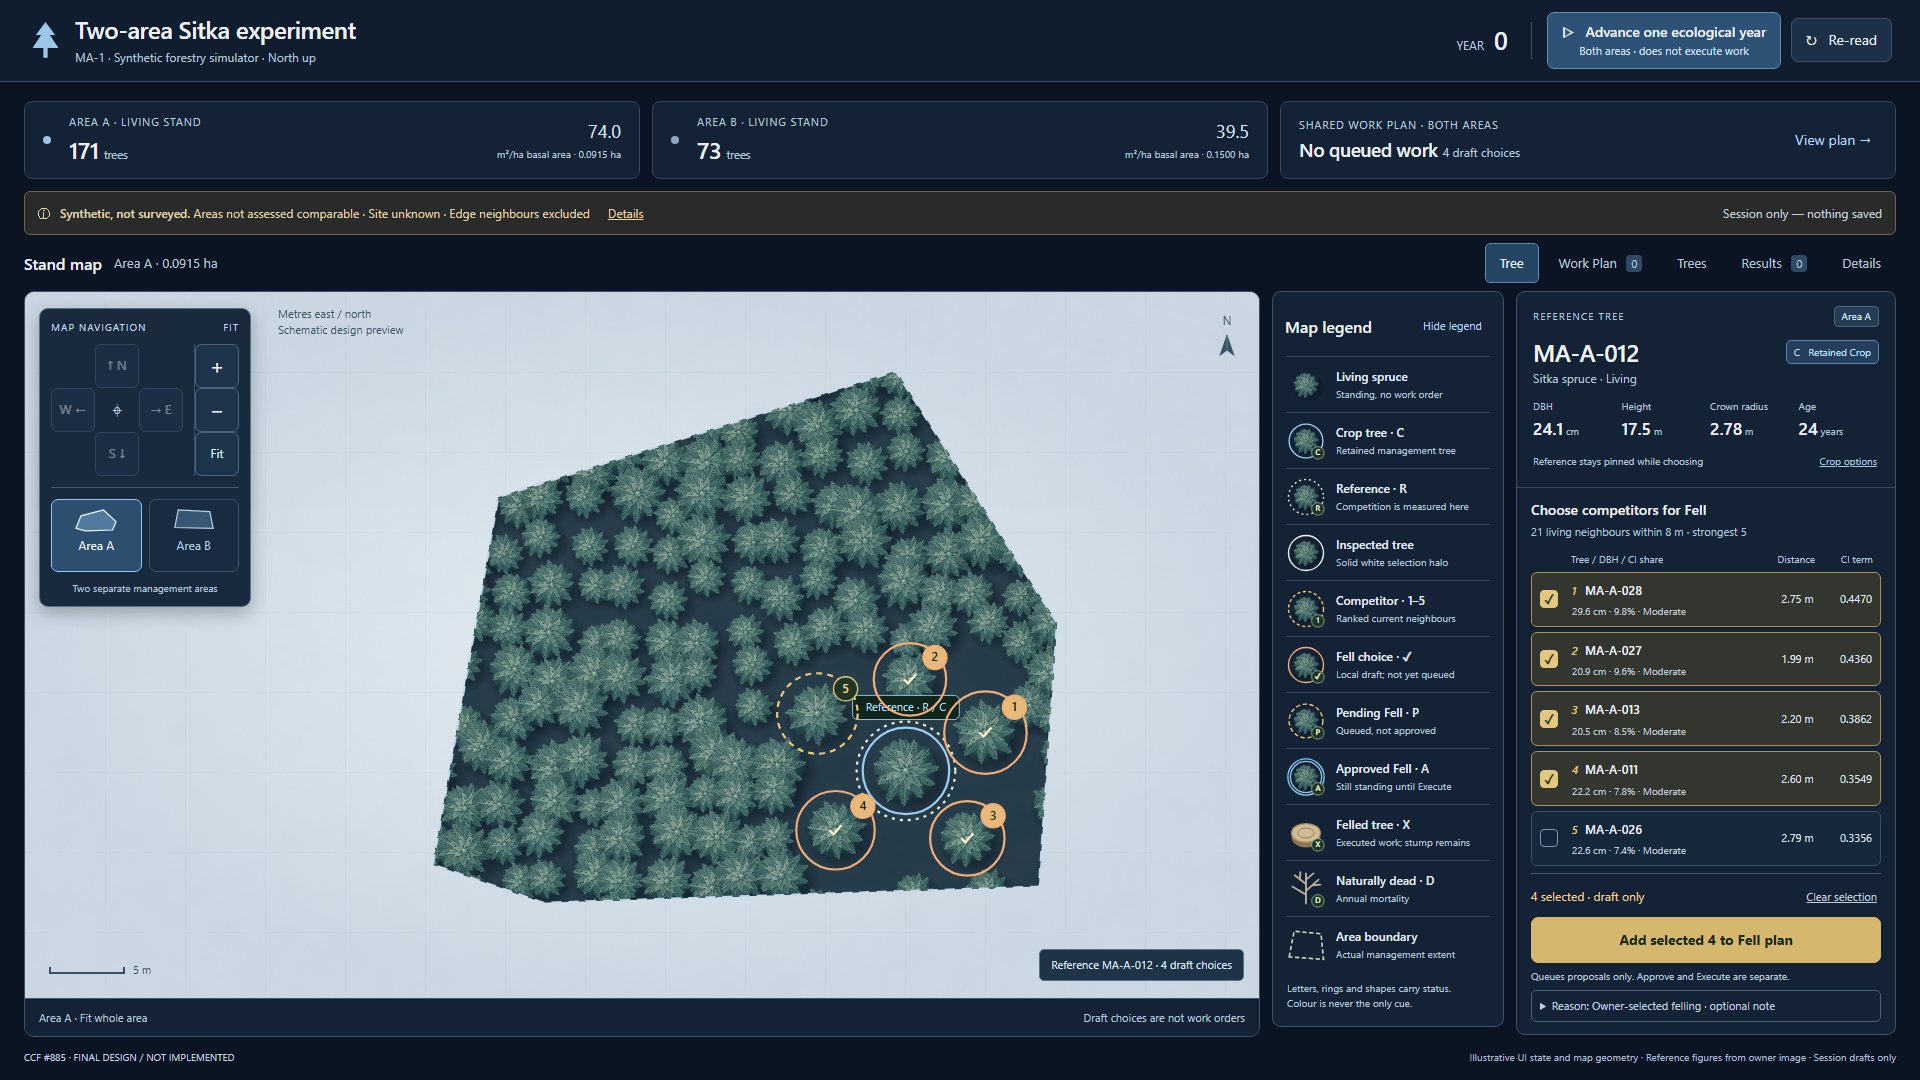 Two-area Sitka experiment
MA-1 · Synthetic forestry simulator · North up
YEAR 0
▷ Advance one ecological year
Both areas · does not execute work
↻ Re-read
AREA A · LIVING STAND
171 trees
74.0
m²/ha basal area · 0.0915 ha
AREA B · LIVING STAND
73 trees
39.5
m²/ha basal area · 0.1500 ha
SHARED WORK PLAN · BOTH AREAS
No queued work 4 draft choices
View plan →
ⓘ Synthetic, not surveyed. Areas not assessed comparable · Site unknown · Edge neighbours excluded Details
Session only — nothing saved
Stand map Area A · 0.0915 ha
Tree
Work Plan 0
Trees
Results 0
Details
MAP NAVIGATION FIT
↑ N
W ← → E
S ↓
+
−
Fit
Area A
Area B
Two separate management areas
Metres east / north
Schematic design preview
N
2
5
Reference · R / C
1
4
3
5 m
Reference MA-A-012 · 4 draft choices
Area A · Fit whole area
Draft choices are not work orders
Map legend
Hide legend
Living spruce
Standing, no work order
Crop tree · C
Retained management tree
C
Reference · R
Competition is measured here
R
Inspected tree
Solid white selection halo
Competitor · 1–5
Ranked current neighbours
1
Fell choice · ✓
Local draft; not yet queued
✓
Pending Fell · P
Queued, not approved
P
Approved Fell · A
Still standing until Execute
A
Felled tree · X
Executed work; stump remains
X
Naturally dead · D
Annual mortality
D
Area boundary
Actual management extent
Letters, rings and shapes carry status.
Colour is never the only cue.
REFERENCE TREE
Area A
MA-A-012
C Retained Crop
Sitka spruce · Living
DBH Height Crown radius Age
24.1 cm 17.5 m 2.78 m 24 years
Reference stays pinned while choosing
Crop options
Choose competitors for Fell
21 living neighbours within 8 m · strongest 5
Tree / DBH / CI share Distance CI term
1 MA-A-028
29.6 cm · 9.8% · Moderate
2.75 m 0.4470
2 MA-A-027
20.9 cm · 9.6% · Moderate
1.99 m 0.4360
3 MA-A-013
20.5 cm · 8.5% · Moderate
2.20 m 0.3862
4 MA-A-011
22.2 cm · 7.8% · Moderate
2.60 m 0.3549
5 MA-A-026
22.6 cm · 7.4% · Moderate
2.79 m 0.3356
4 selected · draft only
Clear selection
Add selected 4 to Fell plan
Queues proposals only. Approve and Execute are separate.
▶ Reason: Owner-selected felling · optional note
CCF #885 · FINAL DESIGN / NOT IMPLEMENTED
Illustrative UI state and map geometry · Reference figures from owner image · Session drafts only